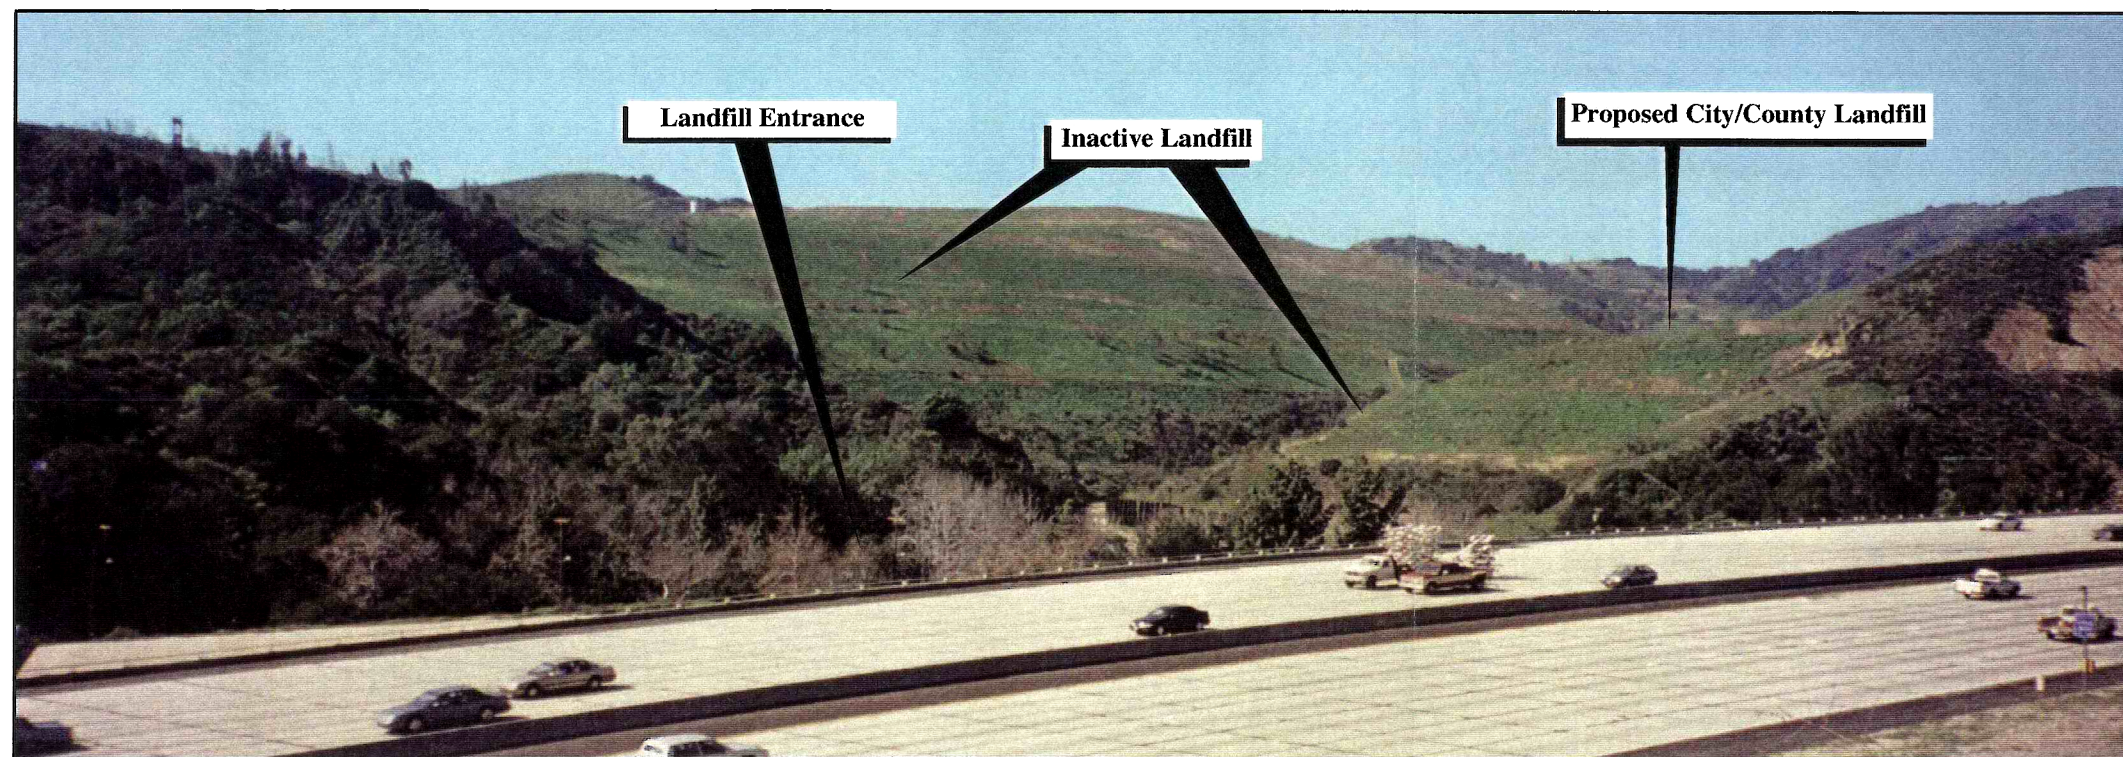 Landfill Entrance
Inactive Landfill
Proposed City/County Landfill